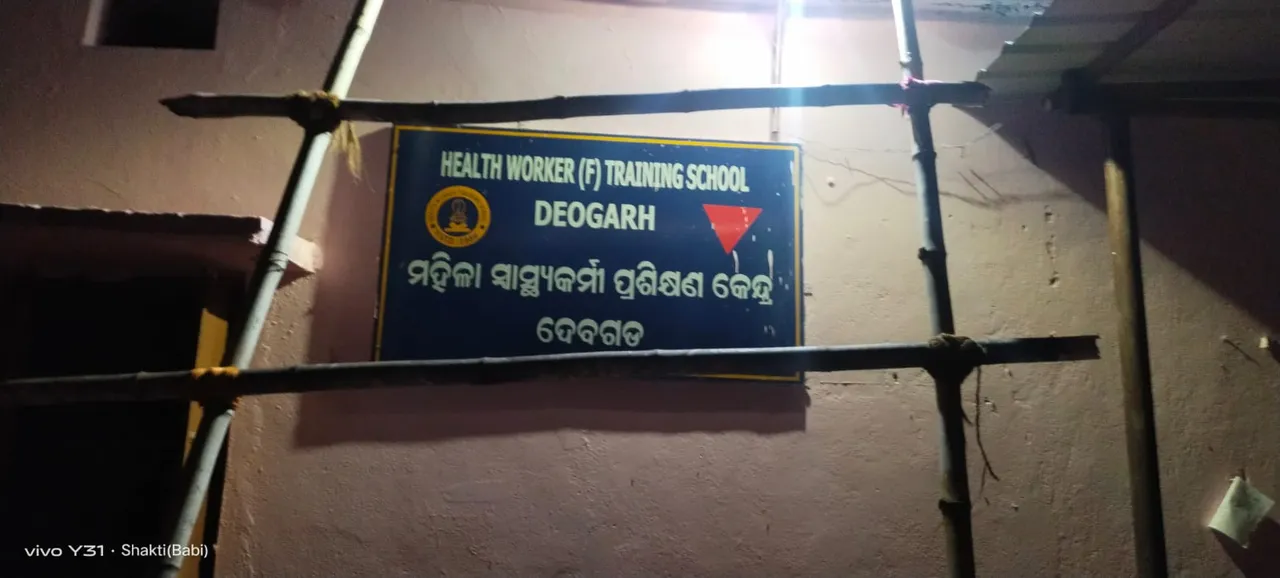 HEALTH WORKER (F) TRAINING SCHOOL
DEOGARH
ମହିଳା ସ୍ୱାସ୍ଥ୍ୟକର୍ମୀ ପ୍ରଶିକ୍ଷଣ କେନ୍ଦ୍ର
ଦେବଗଡ
vivo Y31 · Shakti(Babi)